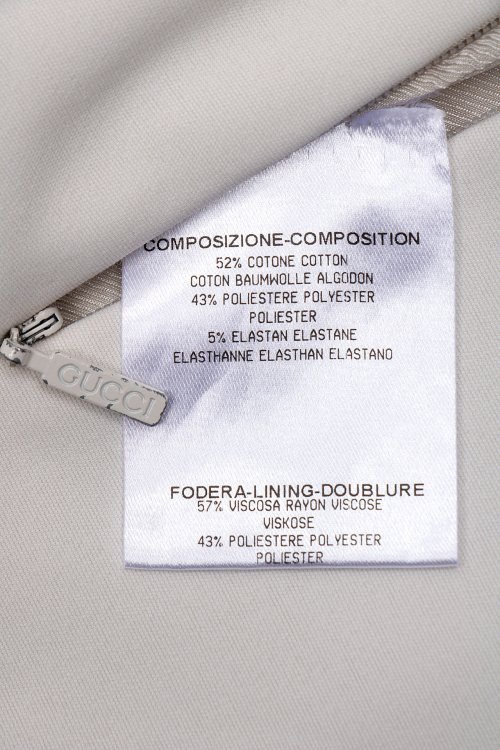 COMPOSIZIONE-COMPOSITION
52% COTONE COTTON
COTON BAUMWOLLE ALGODON
43% POLIESTERE POLYESTER
POLIESTER
5% ELASTAN ELASTANE
ELASTHANNE ELASTHAN ELASTANO
GUCCI
FODERA-LINING-DOUBLURE
57% VISCOSA RAYON VISCOSE
VISKOSE
43% POLIESTERE POLYESTER
POLIESTER